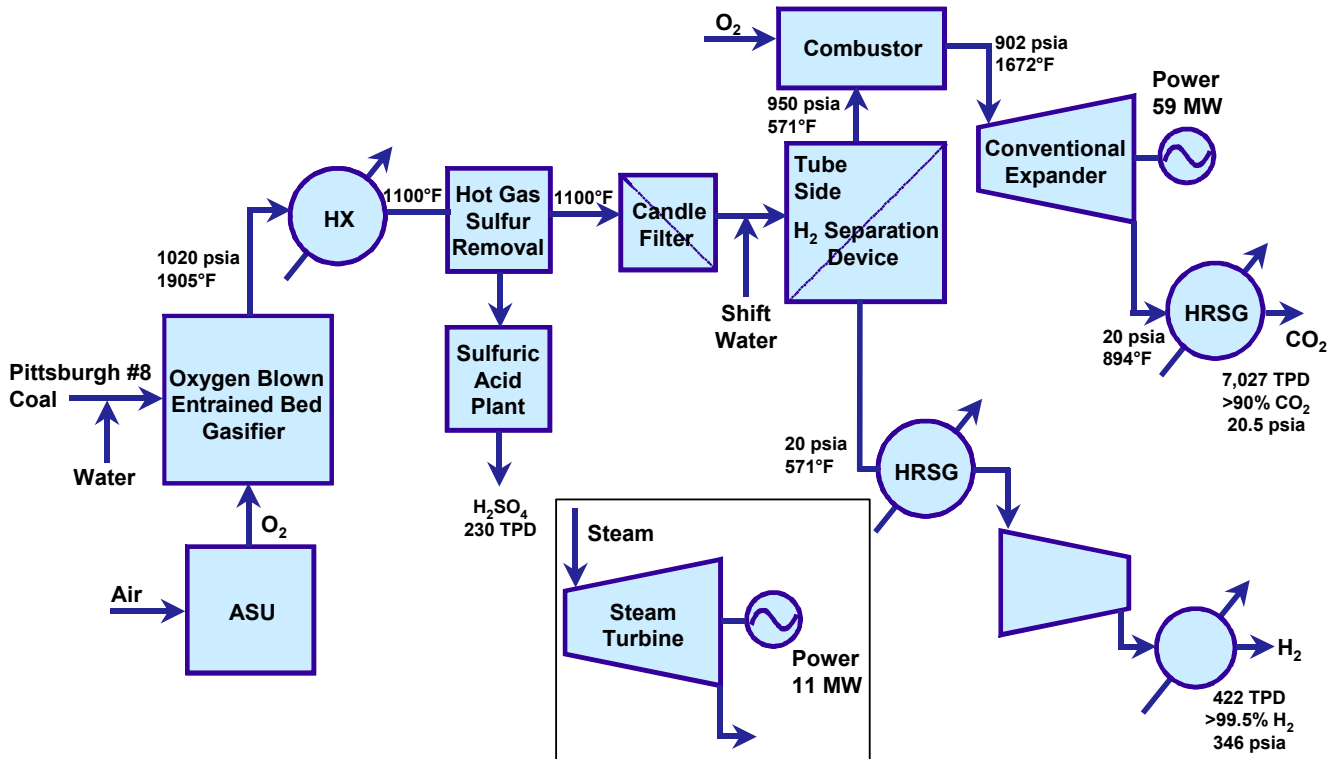 O₂
Combustor
902 psia
1672°F
Power
59 MW
950 psia
571°F
Conventional
Expander
Tube
Side
H₂ Separation
Device
HX
1100°F
Hot Gas
Sulfur
Removal
1100°F
Candle
Filter
1020 psia
1905°F
Shift
Water
HRSG
CO₂
20 psia
894°F
7,027 TPD
>90% CO₂
20.5 psia
Pittsburgh #8
Coal
Water
Oxygen Blown
Entrained Bed
Gasifier
Sulfuric
Acid
Plant
20 psia
571°F
HRSG
H₂SO₄
230 TPD
O₂
Air
ASU
Steam
Steam
Turbine
Power
11 MW
H₂
422 TPD
>99.5% H₂
346 psia